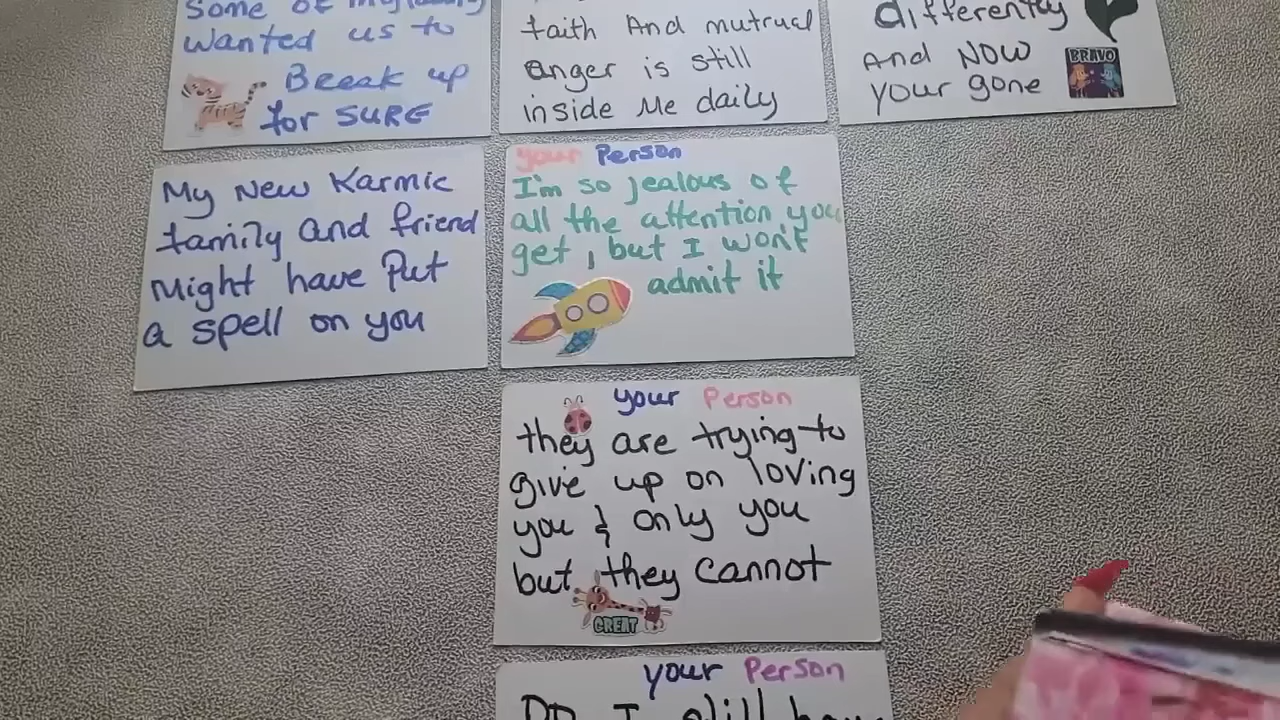 Some of my
wanted us to
Break up
for SURE
faith And mutrual
anger is still
inside Me daily
differently
And NOW
your gone
BRAVO
My New Karmic
family and friend
Might have Put
a spell on you
your Person
I'm so jealous of
all the attention you
get, but I won't
admit it
your Person
they are trying to
give up on loving
you & only you
but they cannot
GREAT
your Person
I still